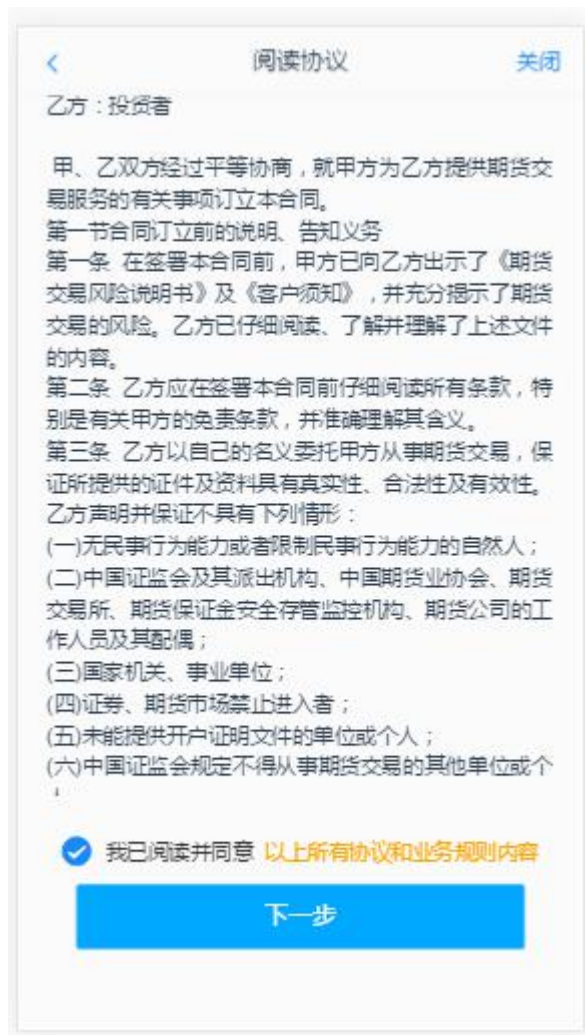 阅读协议 关闭
乙方：投资者
甲、乙双方经过平等协商，就甲方为乙方提供期货交
易服务的有关事项订立本合同。
第一节合同订立前的说明、告知义务
第一条 在签署本合同前，甲方已向乙方出示了《期货
交易风险说明书》及《客户须知》，并充分揭示了期货
交易的风险。乙方已仔细阅读、了解并理解了上述文件
的内容。
第二条 乙方应在签署本合同前仔细阅读所有条款，特
别是有关甲方的免责条款，并准确理解其含义。
第三条 乙方以自己的名义委托甲方从事期货交易，保
证所提供的证件及资料具有真实性、合法性及有效性。
乙方声明并保证不具有下列情形：
(一)无民事行为能力或者限制民事行为能力的自然人；
(二)中国证监会及其派出机构、中国期货业协会、期货
交易所、期货保证金安全存管监控机构、期货公司的工
作人员及其配偶；
(三)国家机关、事业单位；
(四)证券、期货市场禁止进入者；
(五)未能提供开户证明文件的单位或个人；
(六)中国证监会规定不得从事期货交易的其他单位或个
我已阅读并同意 以上所有协议和业务规则内容
下一步